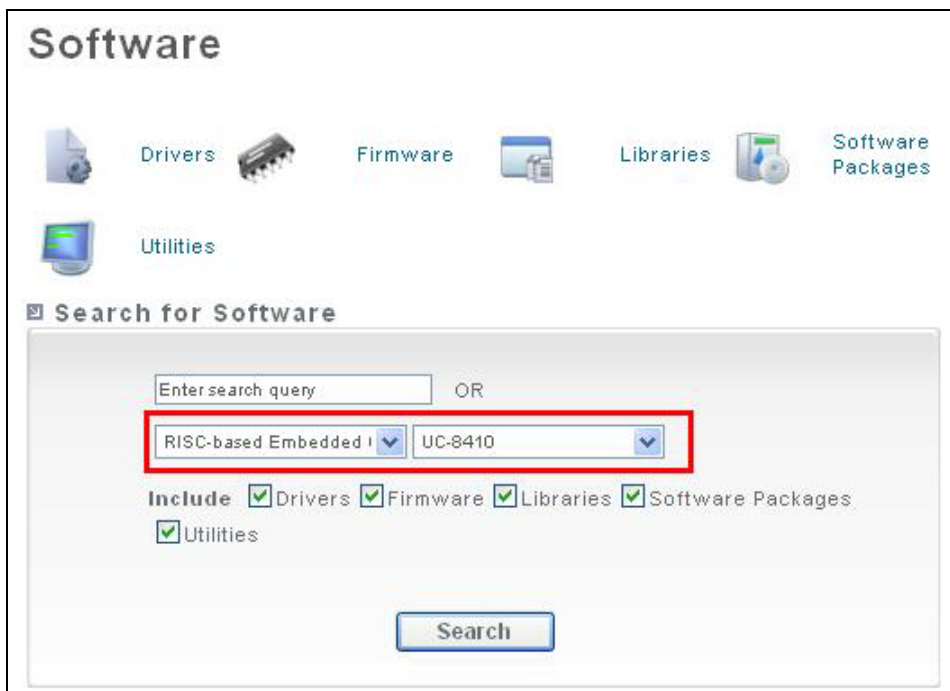 Software
Drivers
Firmware
Libraries
Software
Packages
Utilities
Search for Software
Enter search query OR
RISC-based Embedded UC-8410
Include Drivers Firmware Libraries Software Packages
Utilities
Search